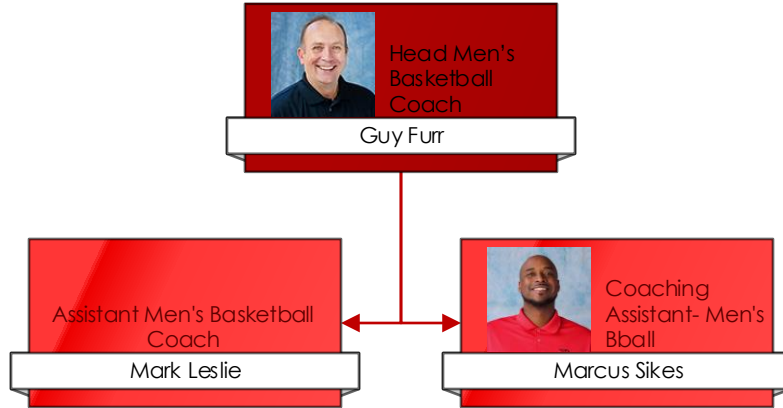 Head Men's
Basketball
Coach
Guy Furr
Assistant Men's Basketball
Coach
Mark Leslie
Coaching
Assistant- Men's
Bball
Marcus Sikes